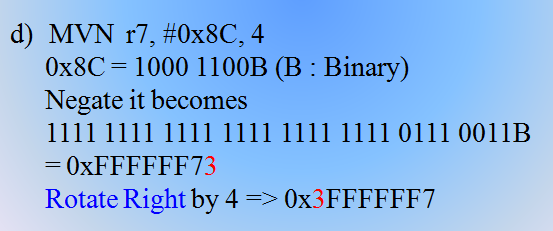 d) MVN r7, #0x8C, 4
0x8C = 1000 1100B (B : Binary)
Negate it becomes
1111 1111 1111 1111 1111 1111 0111 0011B
= 0xFFFFFF73
Rotate Right by 4 => 0x3FFFFFF7